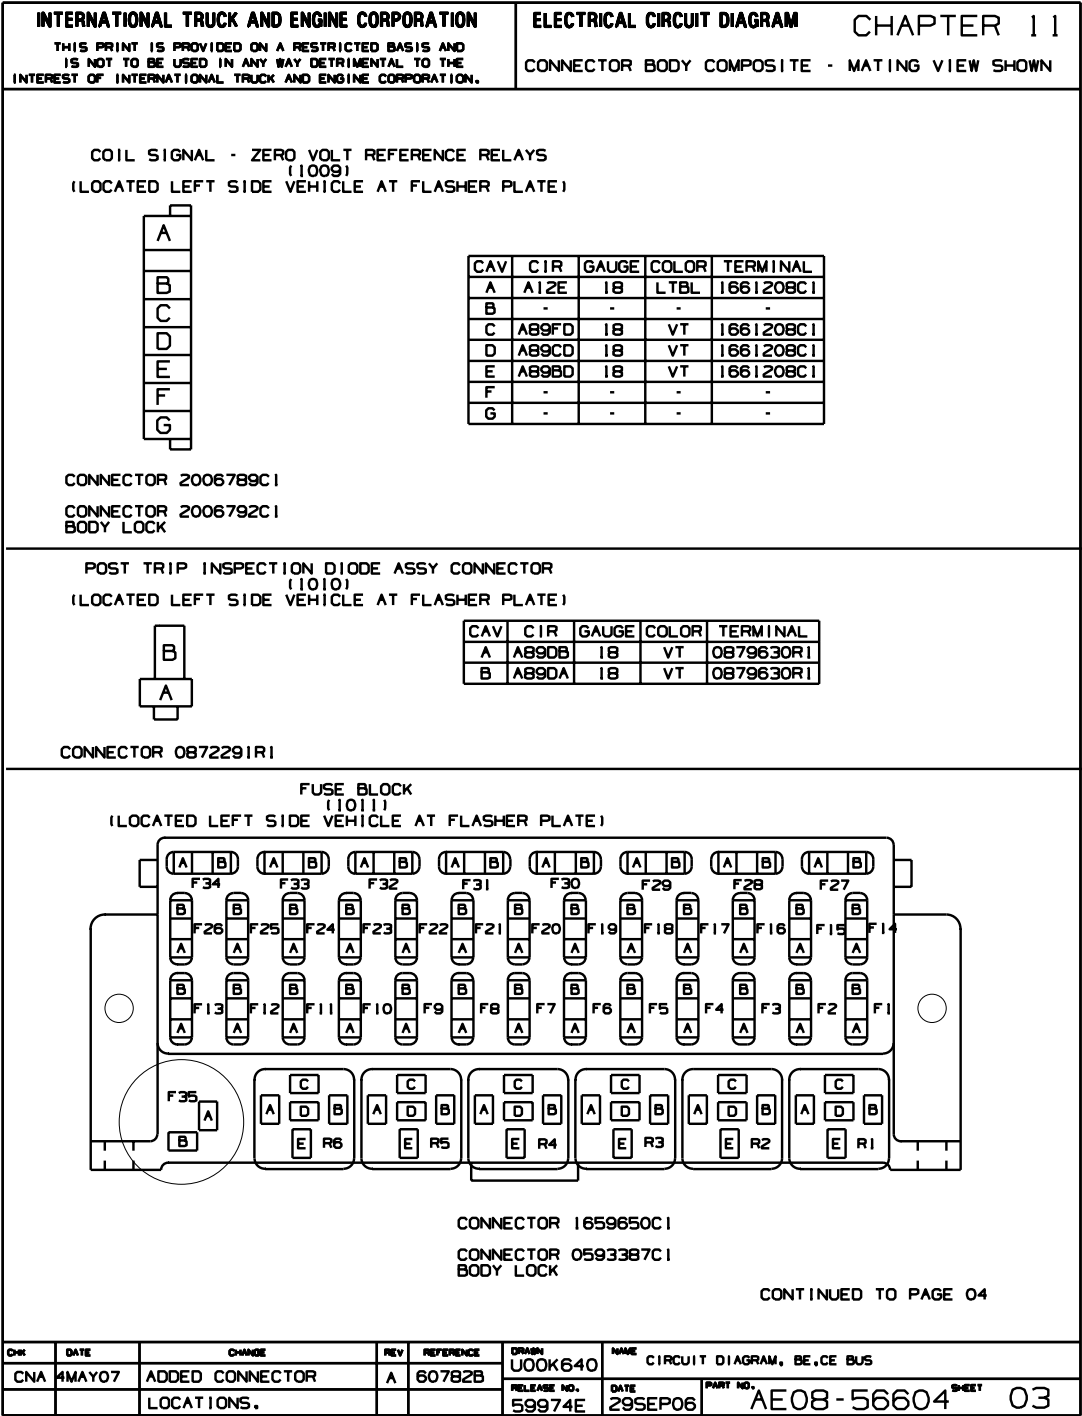 INTERNATIONAL TRUCK AND ENGINE CORPORATION
THIS PRINT IS PROVIDED ON A RESTRICTED BASIS AND
IS NOT TO BE USED IN ANY WAY DETRIMENTAL TO THE
INTEREST OF INTERNATIONAL TRUCK AND ENGINE CORPORATION.
ELECTRICAL CIRCUIT DIAGRAM CHAPTER 11
CONNECTOR BODY COMPOSITE - MATING VIEW SHOWN
COIL SIGNAL - ZERO VOLT REFERENCE RELAYS
(1009)
(LOCATED LEFT SIDE VEHICLE AT FLASHER PLATE)
A
B
C
D
E
F
G
CAV CIR GAUGE COLOR TERMINAL
A A12E 18 LTBL 1661208C1
B - - - -
C A89FD 18 VT 1661208C1
D A89CD 18 VT 1661208C1
E A89BD 18 VT 1661208C1
F - - - -
G - - - -
CONNECTOR 2006789C1
CONNECTOR 2006792C1
BODY LOCK
POST TRIP INSPECTION DIODE ASSY CONNECTOR
(1010)
(LOCATED LEFT SIDE VEHICLE AT FLASHER PLATE)
B
A
CAV CIR GAUGE COLOR TERMINAL
A A89DB 18 VT 0879630R1
B A89DA 18 VT 0879630R1
CONNECTOR 0872291R1
FUSE BLOCK
(1011)
(LOCATED LEFT SIDE VEHICLE AT FLASHER PLATE)
A B A B A B A B A B A B A B A B
F34 F33 F32 F31 F30 F29 F28 F27
B B B B B B B B B B B B B
F26 F25 F24 F23 F22 F21 F20 F19 F18 F17 F16 F15 F14
A A A A A A A A A A A A A
B B B B B B B B B B B B B
F13 F12 F11 F10 F9 F8 F7 F6 F5 F4 F3 F2 F1
A A A A A A A A A A A A A
F35 C C C C C C
A A D B A D B A D B A D B A D B A D B
B E R6 E R5 E R4 E R3 E R2 E R1
CONNECTOR 1659650C1
CONNECTOR 0593387C1
BODY LOCK
CONTINUED TO PAGE 04
CHK DATE CHANGE REV REFERENCE
CNA 4MAY07 ADDED CONNECTOR A 60782B
LOCATIONS.
DRAWN
U00K640
NAME CIRCUIT DIAGRAM, BE,CE BUS
RELEASE NO.
59974E
DATE
29SEP06
PART NO. AE08-56604 SHEET 03